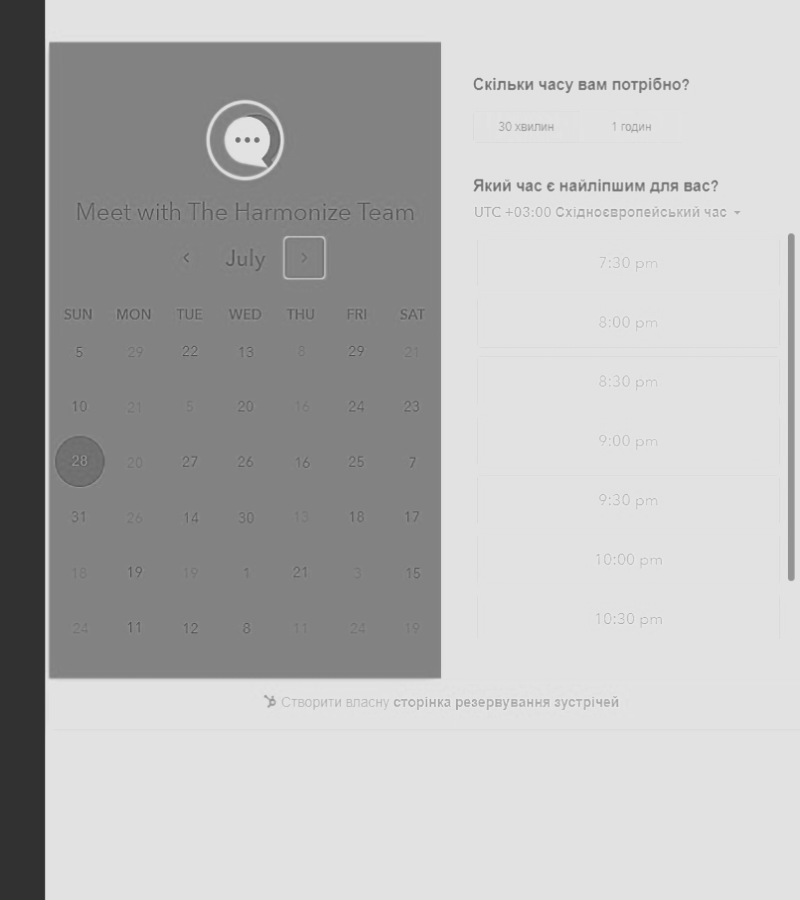 Meet with The Harmonize Team
July
SUN MON TUE WED THU FRI SAT
5 29 22 13 8 29 21
10 21 5 20 16 24 23
28 20 27 26 16 25 7
31 26 14 30 13 18 17
18 19 19 1 21 3 15
24 11 12 8 11 24 19
Скільки часу вам потрібно?
30 хвилин 1 годин
Який час є найліпшим для вас?
UTC +03:00 Східноєвропейський час
7:30 pm
8:00 pm
8:30 pm
9:00 pm
9:30 pm
10:00 pm
10:30 pm
Створити власну сторінка резервування зустрічей